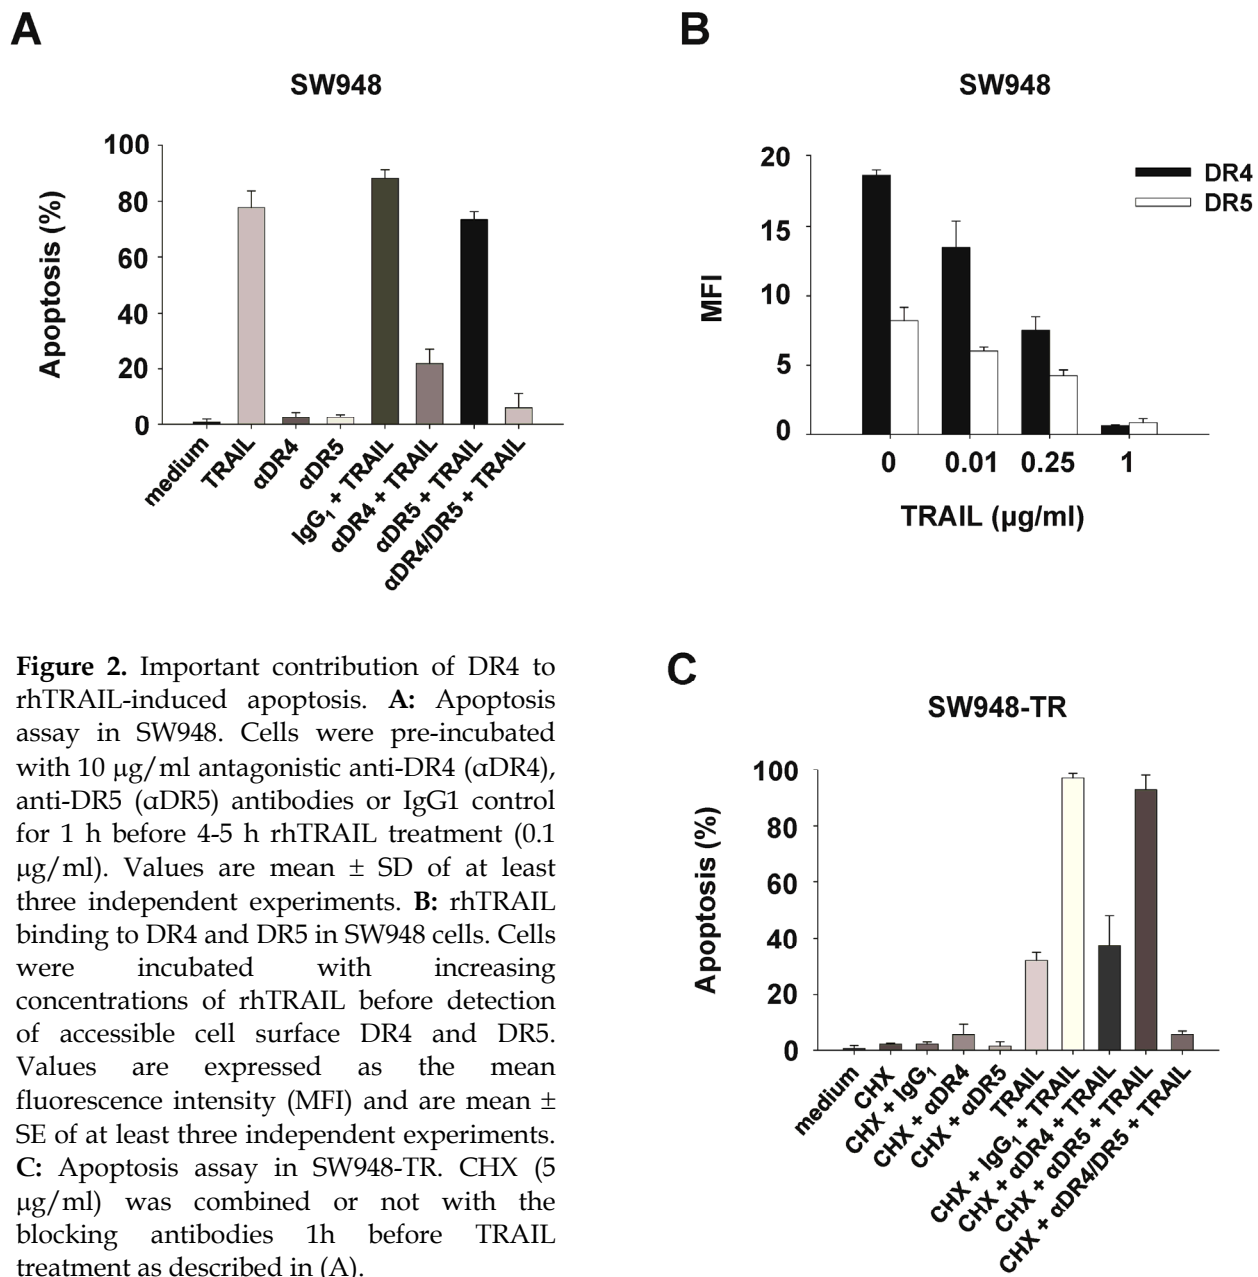 A
SW948
100
80
60
40
20
0
Apoptosis (%)
medium
TRAIL
αDR4
αDR5
IgG₁ + TRAIL
αDR4 + TRAIL
αDR5 + TRAIL
αDR4/DR5 + TRAIL
B
SW948
20
15
10
5
0
MFI
DR4
DR5
0 0.01 0.25 1
TRAIL (µg/ml)
Figure 2. Important contribution of DR4 to
rhTRAIL-induced apoptosis. A: Apoptosis
assay in SW948. Cells were pre-incubated
with 10 µg/ml antagonistic anti-DR4 (αDR4),
anti-DR5 (αDR5) antibodies or IgG1 control
for 1 h before 4-5 h rhTRAIL treatment (0.1
µg/ml). Values are mean ± SD of at least
three independent experiments. B: rhTRAIL
binding to DR4 and DR5 in SW948 cells. Cells
were incubated with increasing
concentrations of rhTRAIL before detection
of accessible cell surface DR4 and DR5.
Values are expressed as the mean
fluorescence intensity (MFI) and are mean ±
SE of at least three independent experiments.
C: Apoptosis assay in SW948-TR. CHX (5
µg/ml) was combined or not with the
blocking antibodies 1h before TRAIL
treatment as described in (A).
C
SW948-TR
100
80
60
40
20
0
Apoptosis (%)
medium
CHX
CHX + IgG₁
CHX + αDR4
CHX + αDR5
TRAIL
CHX + IgG₁ + TRAIL
CHX + αDR4 + TRAIL
CHX + αDR5 + TRAIL
CHX + αDR4/DR5 + TRAIL